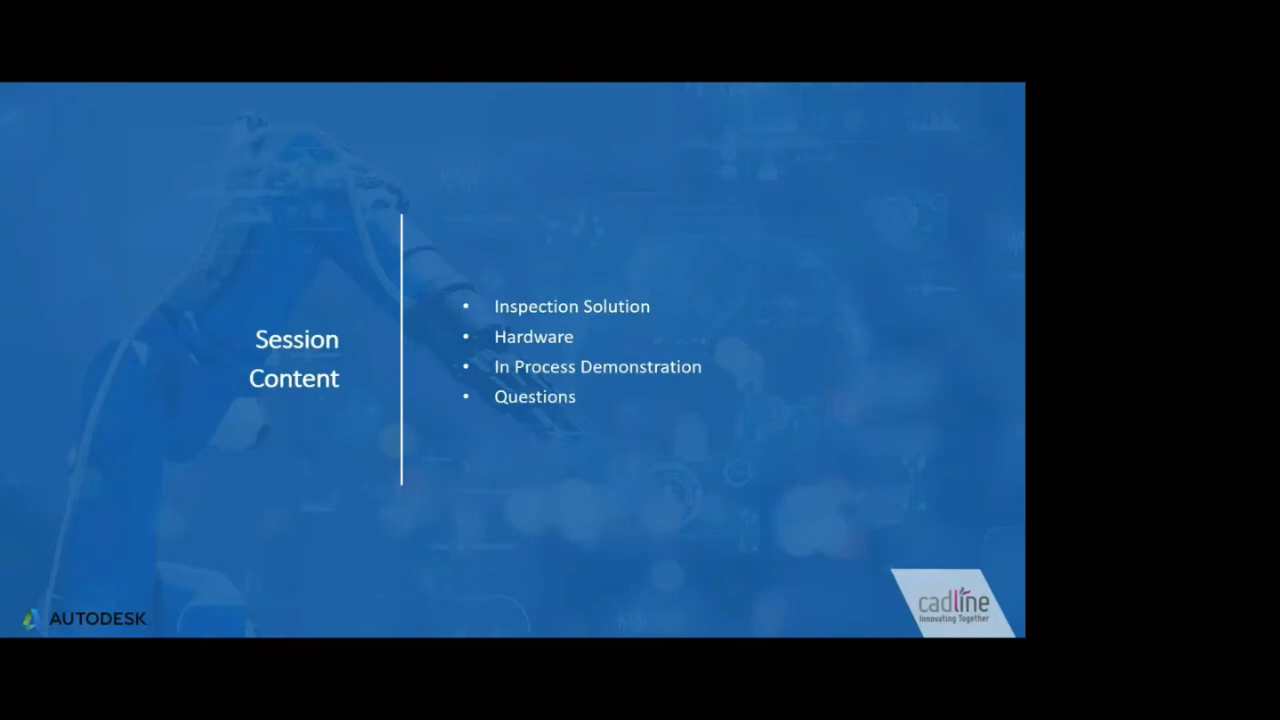 Session
Content
• Inspection Solution
• Hardware
• In Process Demonstration
• Questions
AUTODESK
cadline
Innovating Together